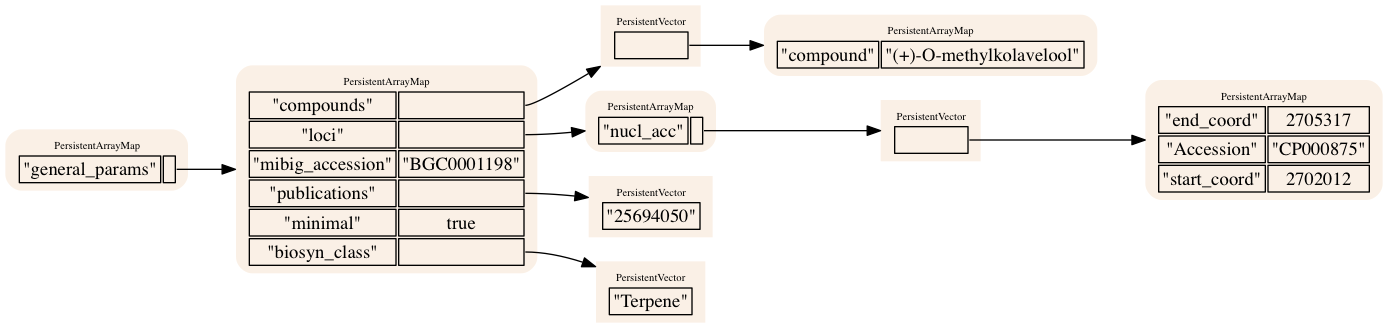 PersistentArrayMap
"general_params"
PersistentArrayMap
"compounds"
"loci"
"mibig_accession" "BGC0001198"
"publications"
"minimal" true
"biosyn_class"
PersistentVector
PersistentArrayMap
"compound" "(+)-O-methylkolavelool"
PersistentArrayMap
"nucl_acc"
PersistentVector
PersistentArrayMap
"end_coord" 2705317
"Accession" "CP000875"
"start_coord" 2702012
PersistentVector
"25694050"
PersistentVector
"Terpene"